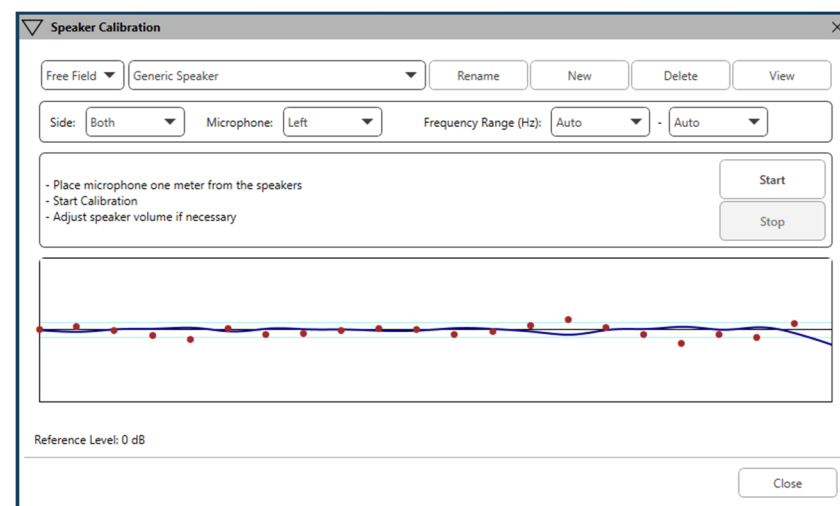 Speaker Calibration
Free Field Generic Speaker Rename New Delete View
Side: Both Microphone: Left Frequency Range (Hz): Auto - Auto
- Place microphone one meter from the speakers
- Start Calibration
- Adjust speaker volume if necessary
Start
Stop
Reference Level: 0 dB
Close